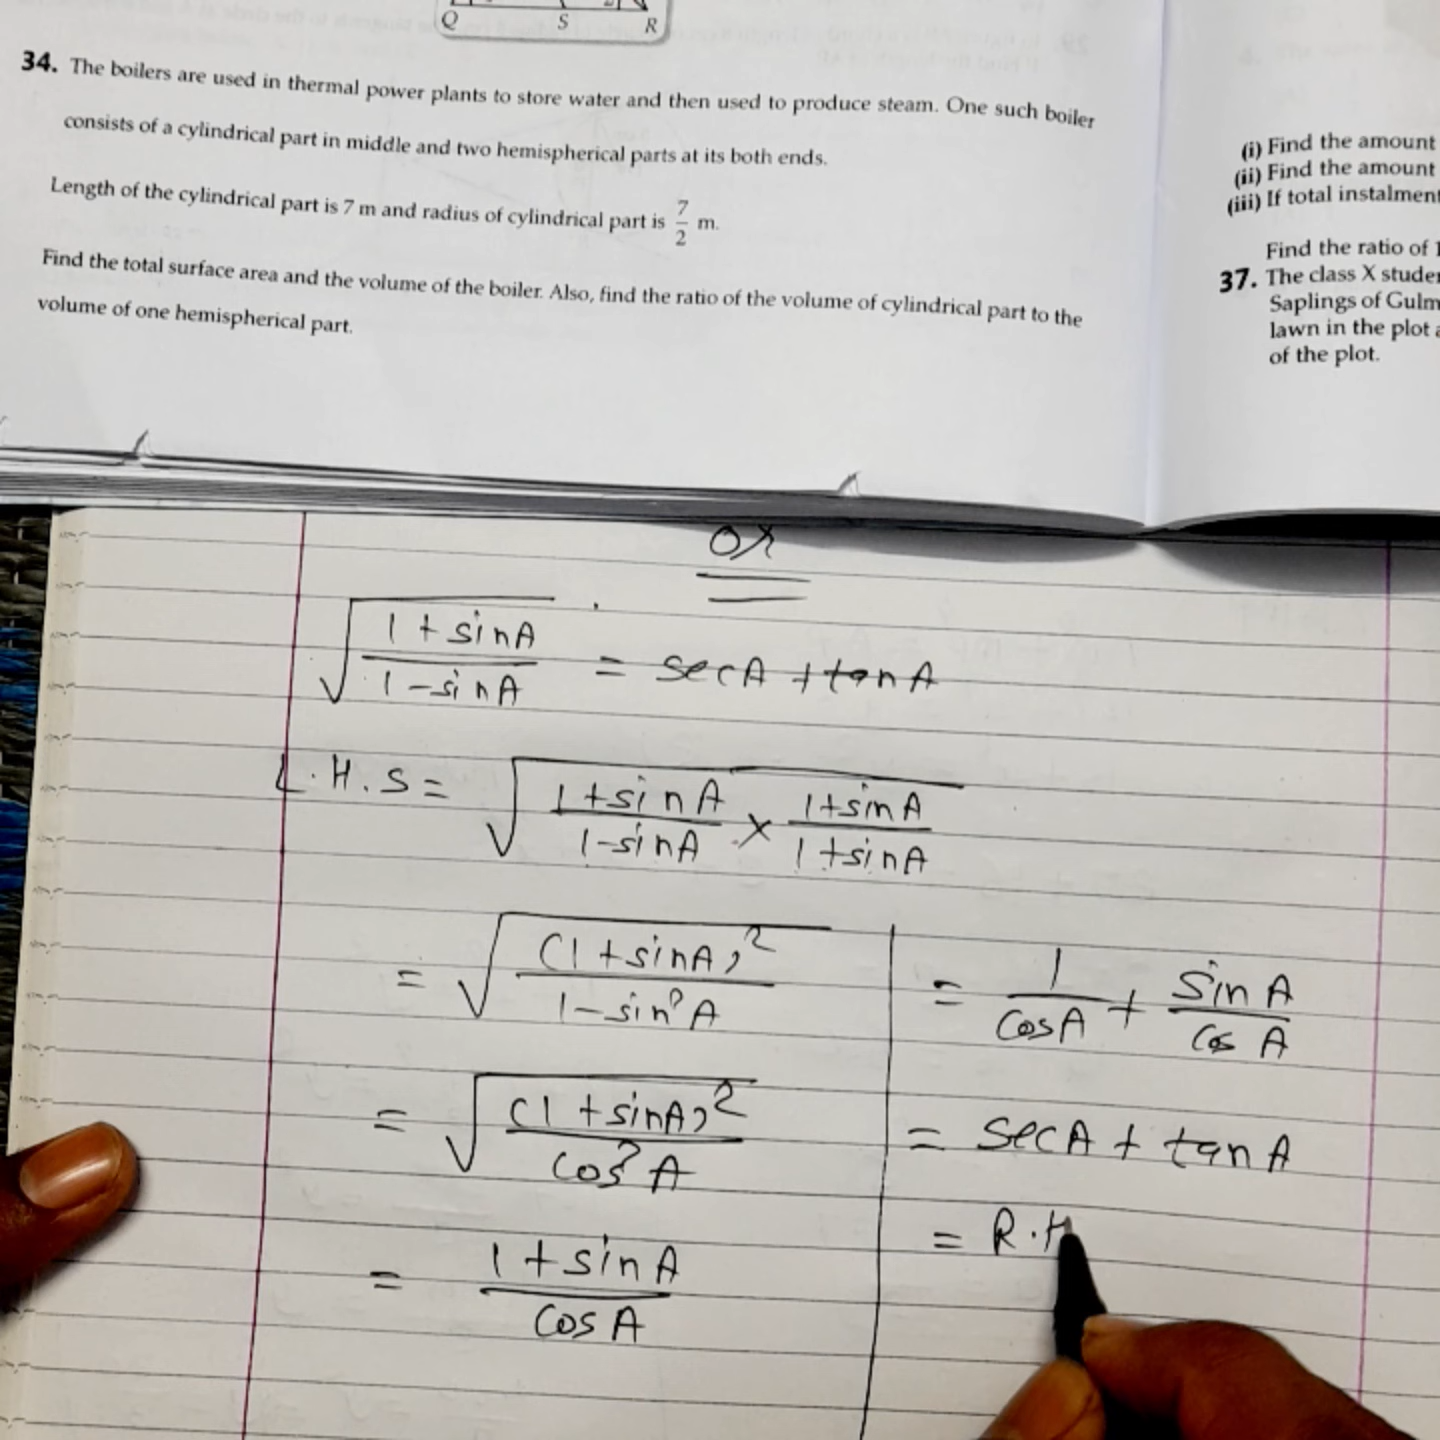 Q S R
34. The boilers are used in thermal power plants to store water and then used to produce steam. One such boiler
consists of a cylindrical part in middle and two hemispherical parts at its both ends.
Length of the cylindrical part is 7 m and radius of cylindrical part is 7/2 m.
Find the total surface area and the volume of the boiler. Also, find the ratio of the volume of cylindrical part to the
volume of one hemispherical part.
(i) Find the amount
(ii) Find the amount
(iii) If total instalment
Find the ratio of
37. The class X
Saplings of
lawn in the plot
of the plot.
or
√((1+sinA)/(1-sinA)) = secA + tanA
L.H.S = √((1+sinA)/(1-sinA) × (1+sinA)/(1+sinA))
= √((1+sinA)²/(1-sin²A))
= √((1+sinA)²/cos²A)
= (1+sinA)/cosA
= 1/cosA + sinA/cosA
= secA + tanA
= R.H